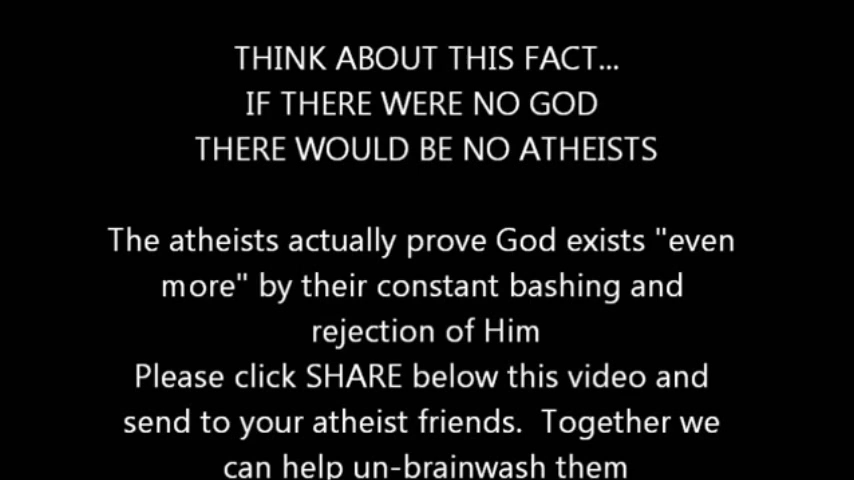 THINK ABOUT THIS FACT...
IF THERE WERE NO GOD
THERE WOULD BE NO ATHEISTS
The atheists actually prove God exists "even
more" by their constant bashing and
rejection of Him
Please click SHARE below this video and
send to your atheist friends.  Together we
can help un-brainwash them